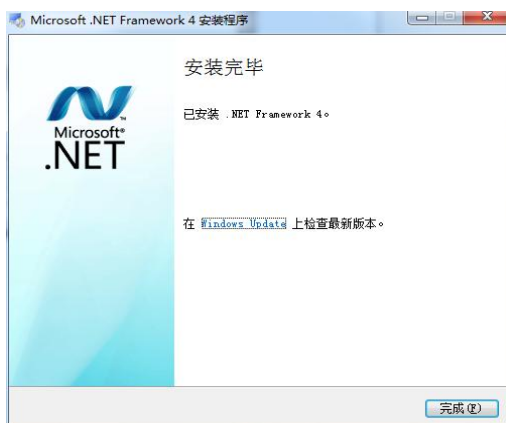 Microsoft .NET Framework 4 安装程序
安装完毕
已安装 .NET Framework 4。
Microsoft®
.NET
在 Windows Update 上检查最新版本。
完成(F)